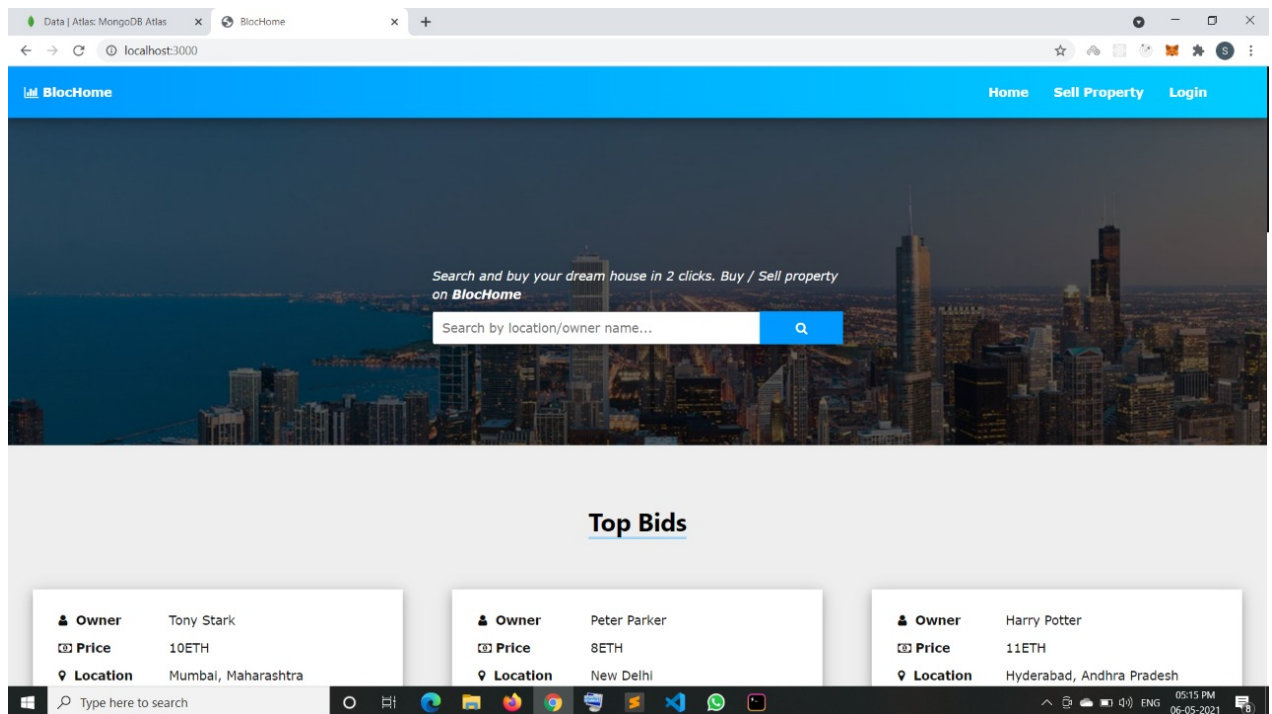 Data | Atlas: MongoDB Atlas
BlocHome
localhost:3000
S
BlocHome
Home
Sell Property
Login
Search and buy your dream house in 2 clicks. Buy / Sell property
on BlocHome
Search by location/owner name...
Top Bids
Owner Tony Stark
Price 10ETH
Location Mumbai, Maharashtra
Owner Peter Parker
Price 8ETH
Location New Delhi
Owner Harry Potter
Price 11ETH
Location Hyderabad, Andhra Pradesh
Type here to search
ENG
05:15 PM
06-05-2021